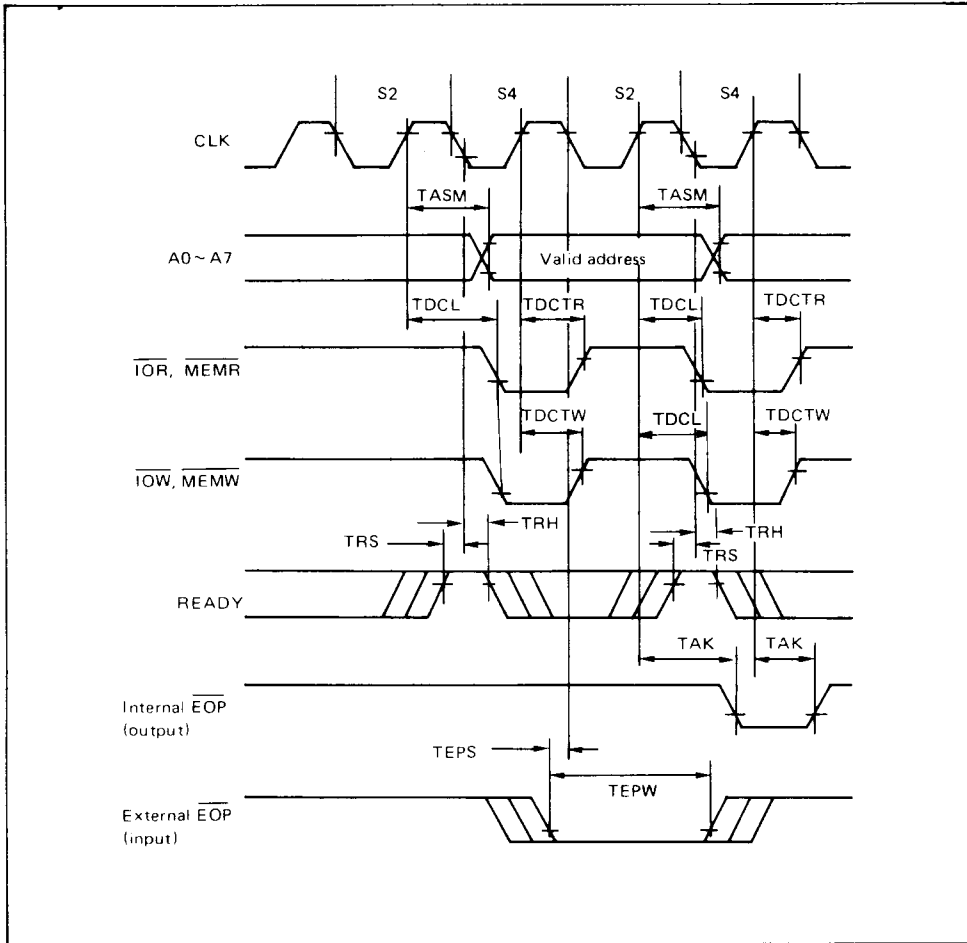 S2 S4 S2 S4
CLK
TASM TASM
A0~A7 Valid address
TDCL TDCTR TDCL TDCTR
IOR, MEMR
TDCTW TDCL TDCTW
IOW, MEMW
TRH TRH
TRS TRS
READY
TAK TAK
Internal EOP
(output)
TEPS
TEPW
External EOP
(input)